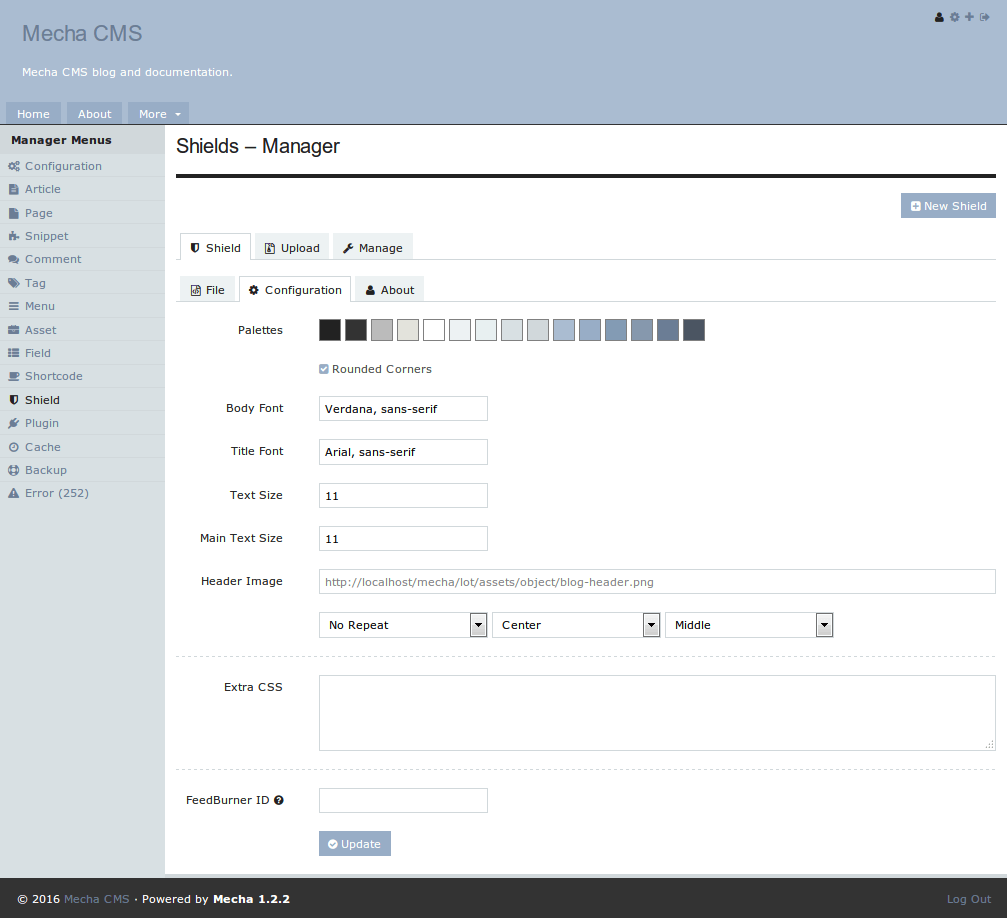 Mecha CMS
Mecha CMS blog and documentation.
Home About More
Manager Menus
Configuration
Article
Page
Snippet
Comment
Tag
Menu
Asset
Field
Shortcode
Shield
Plugin
Cache
Backup
Error (252)
Shields – Manager
New Shield
Shield Upload Manage
File Configuration About
Palettes
Rounded Corners
Body Font Verdana, sans-serif
Title Font Arial, sans-serif
Text Size 11
Main Text Size 11
Header Image http://localhost/mecha/lot/assets/object/blog-header.png
No Repeat Center Middle
Extra CSS
FeedBurner ID
Update
© 2016 Mecha CMS · Powered by Mecha 1.2.2 Log Out